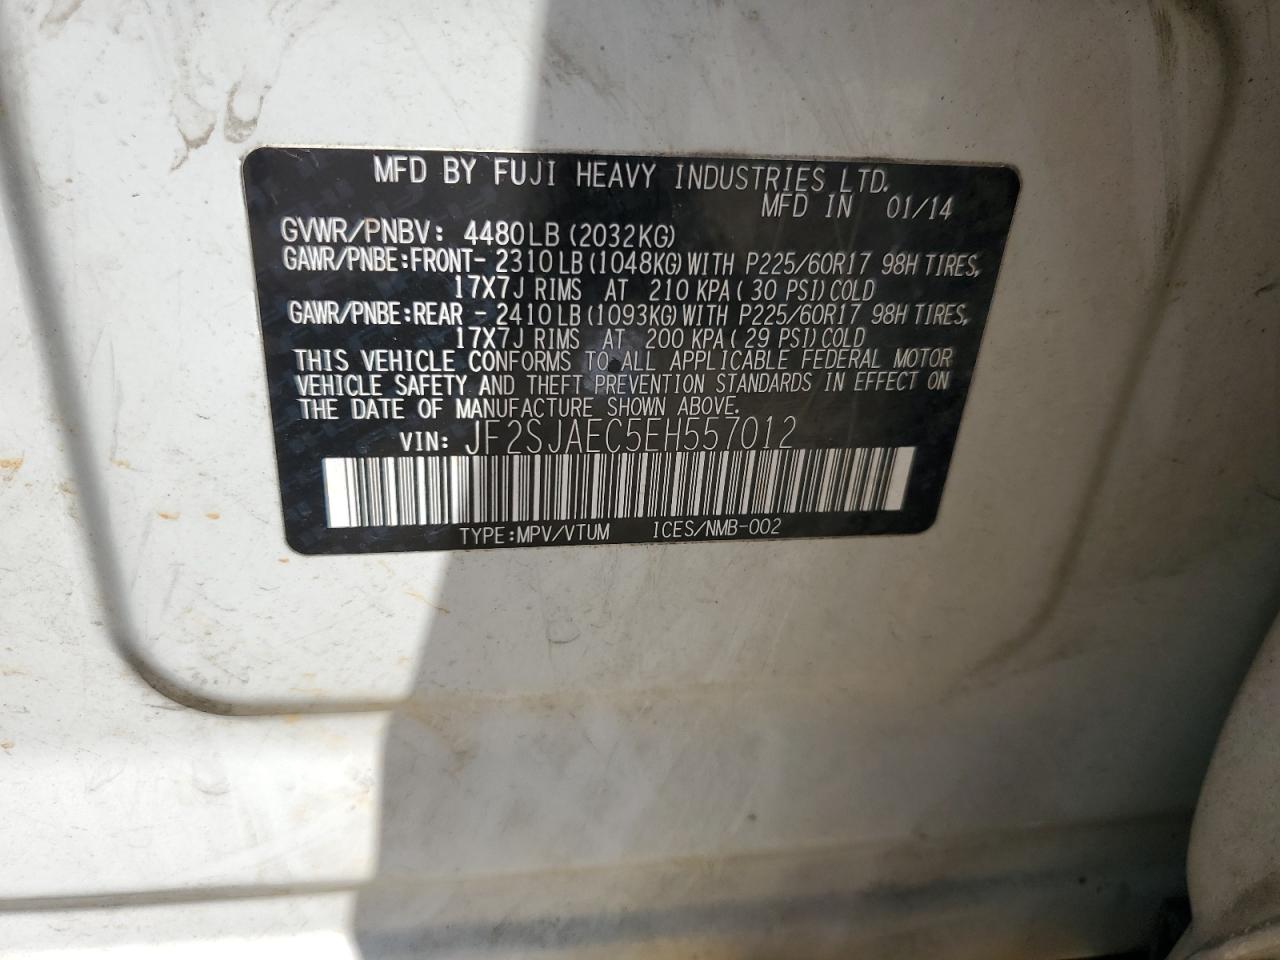 MFD BY FUJI HEAVY INDUSTRIES LTD.
MFD IN 01/14
GVWR/PNBV: 4480LB(2032KG)
GAWR/PNBE:FRONT- 2310LB(1048KG)WITH P225/60R17 98H TIRES,
17X7J RIMS AT 210 KPA(30 PSI)COLD
GAWR/PNBE:REAR - 2410LB(1093KG)WITH P225/60R17 98H TIRES,
17X7J RIMS AT 200 KPA(29 PSI)COLD
THIS VEHICLE CONFORMS TO ALL APPLICABLE FEDERAL MOTOR
VEHICLE SAFETY AND THEFT PREVENTION STANDARDS IN EFFECT ON
THE DATE OF MANUFACTURE SHOWN ABOVE.
VIN: JF2SJAEC5EH557012
TYPE:MPV/VTUM ICES/NMB-002